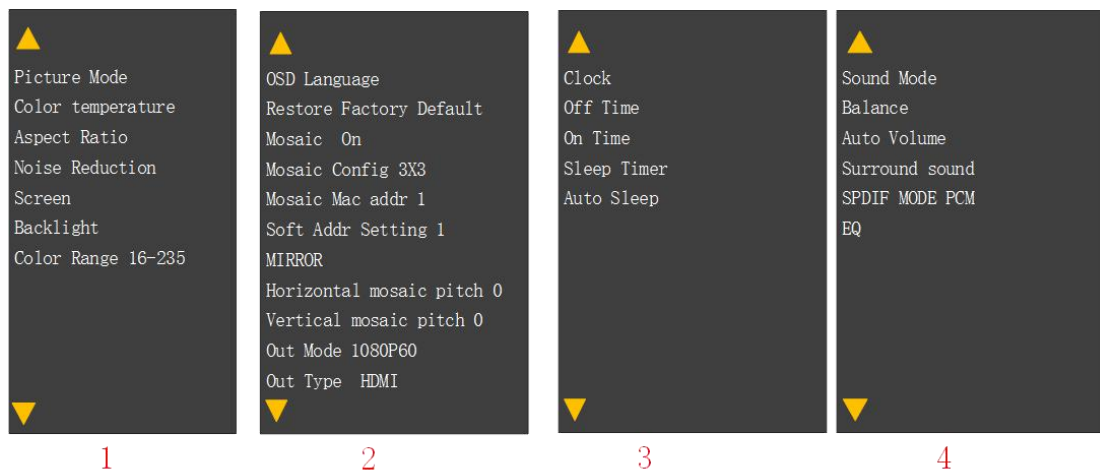 Picture Mode
Color temperature
Aspect Ratio
Noise Reduction
Screen
Backlight
Color Range 16-235
1
OSD Language
Restore Factory Default
Mosaic On
Mosaic Config 3X3
Mosaic Mac addr 1
Soft Addr Setting 1
MIRROR
Horizontal mosaic pitch 0
Vertical mosaic pitch 0
Out Mode 1080P60
Out Type HDMI
2
Clock
Off Time
On Time
Sleep Timer
Auto Sleep
3
Sound Mode
Balance
Auto Volume
Surround sound
SPDIF MODE PCM
EQ
4